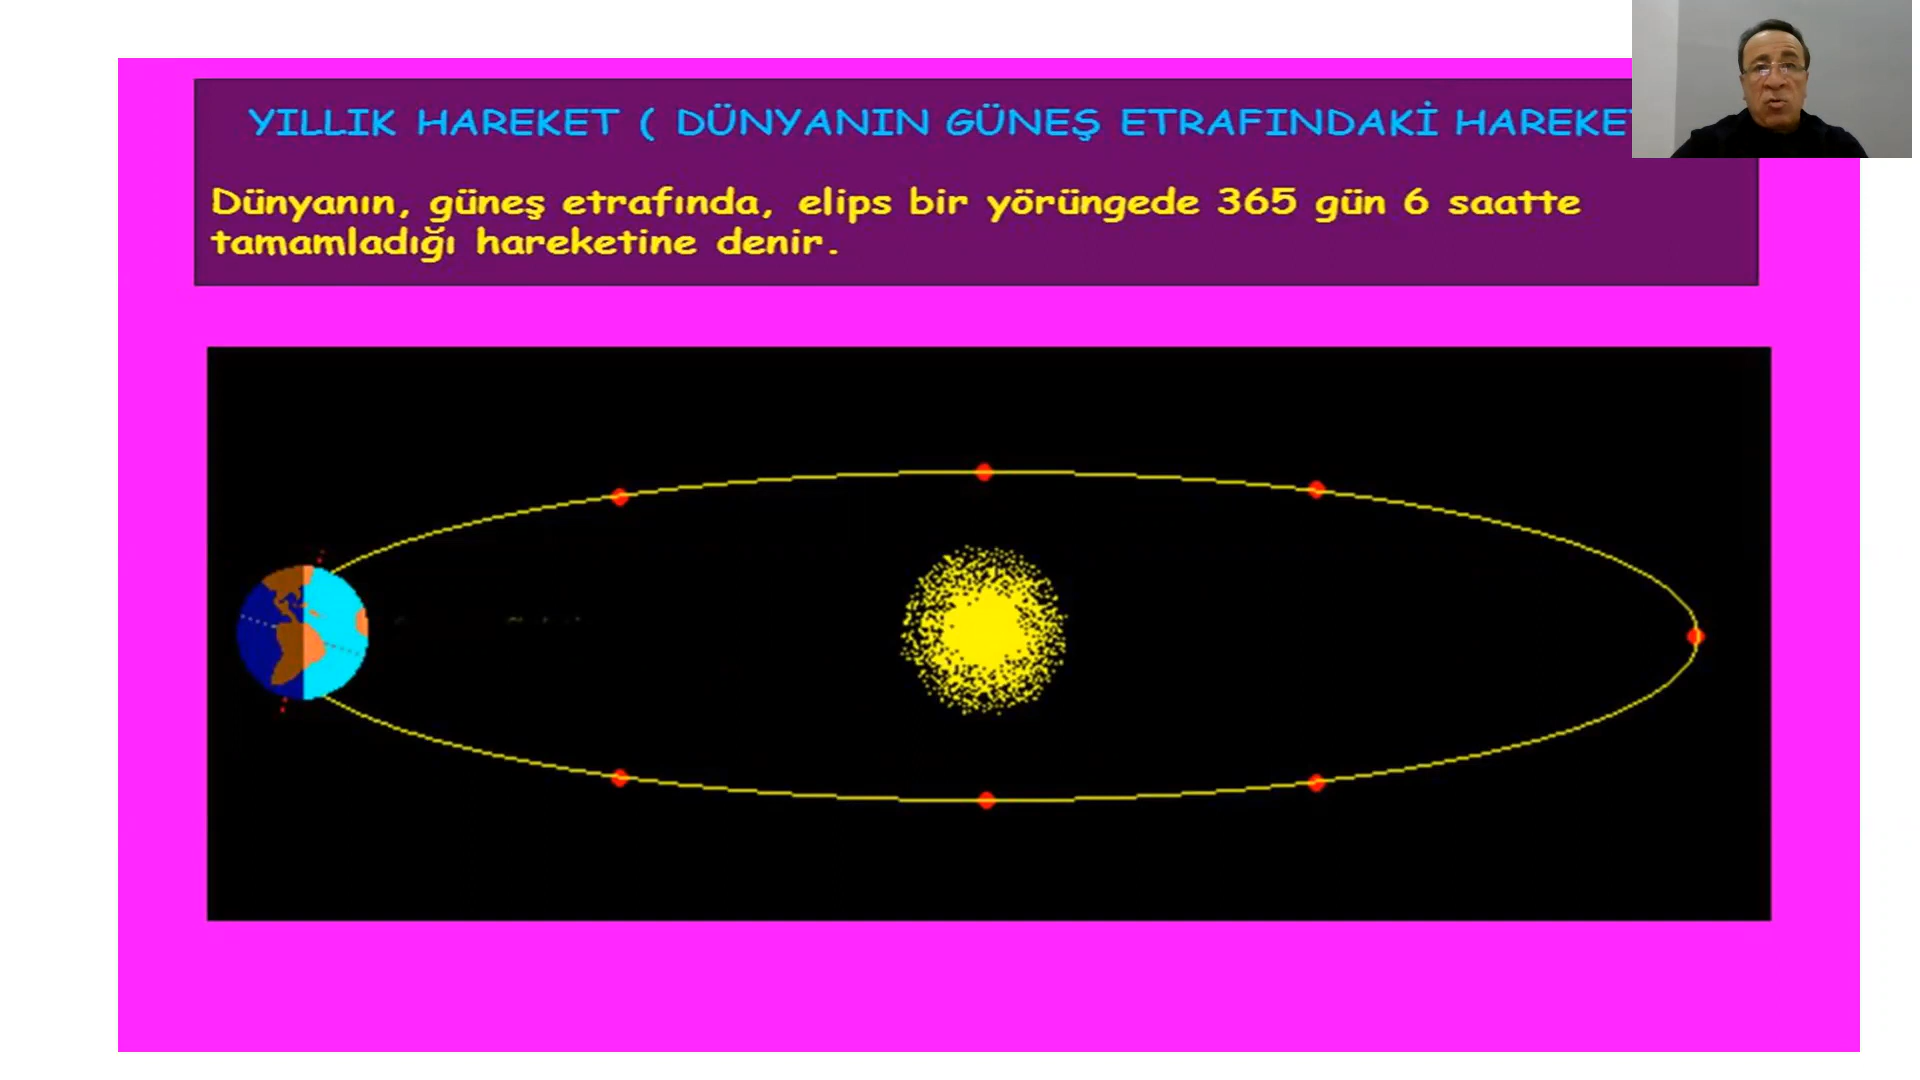 YILLIK HAREKET ( DÜNYANIN GÜNEŞ ETRAFINDAKİ HAREKE
Dünyanın, güneş etrafında, elips bir yörüngede 365 gün 6 saatte
tamamladığı hareketine denir.